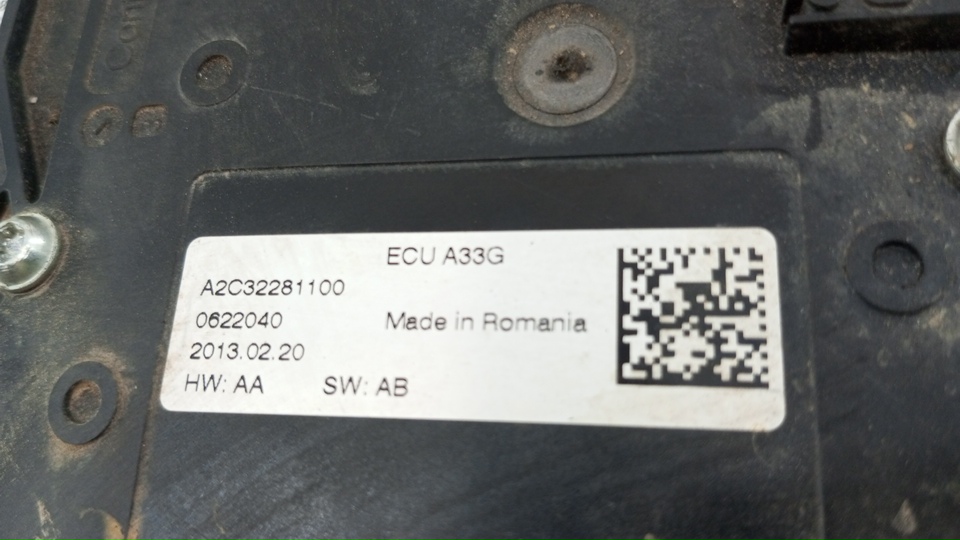 ECU A33G
A2C32281100
0622040
Made in Romania
2013.02.20
HW: AA SW: AB